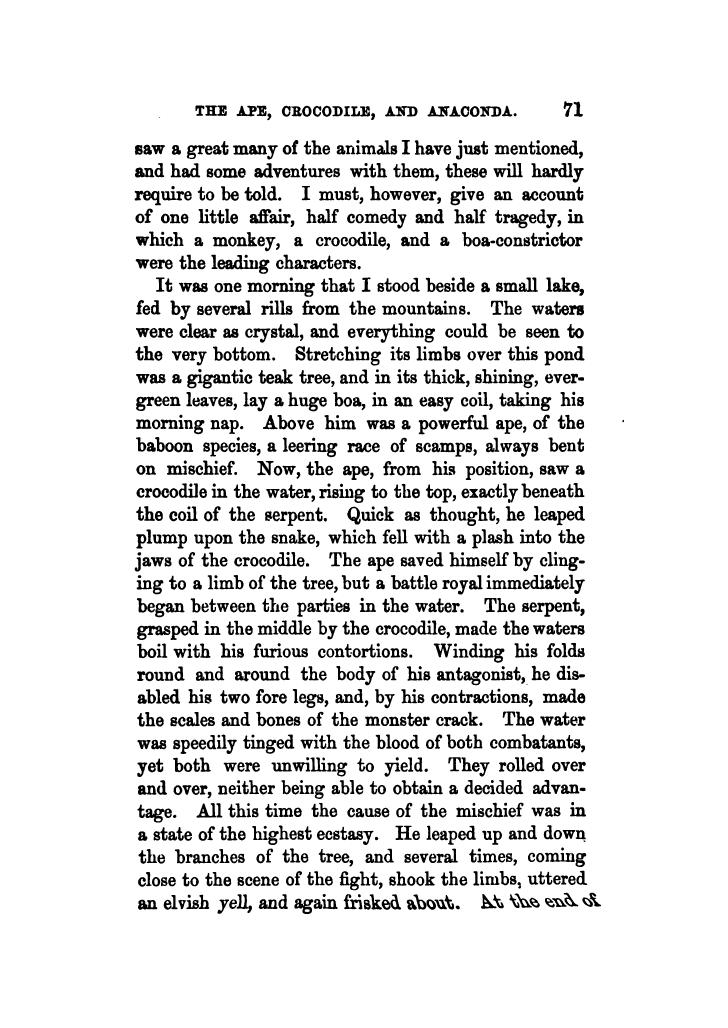 THE APE, CROCODILE, AND ANACONDA. 71
saw a great many of the animals I have just mentioned,
and had some adventures with them, these will hardly
require to be told. I must, however, give an account
of one little affair, half comedy and half tragedy, in
which a monkey, a crocodile, and a boa-constrictor
were the leading characters.
It was one morning that I stood beside a small lake,
fed by several rills from the mountains. The waters
were clear as crystal, and everything could be seen to
the very bottom. Stretching its limbs over this pond
was a gigantic teak tree, and in its thick, shining, ever-
green leaves, lay a huge boa, in an easy coil, taking his
morning nap. Above him was a powerful ape, of the
baboon species, a leering race of scamps, always bent
on mischief. Now, the ape, from his position, saw a
crocodile in the water, rising to the top, exactly beneath
the coil of the serpent. Quick as thought, he leaped
plump upon the snake, which fell with a plash into the
jaws of the crocodile. The ape saved himself by cling-
ing to a limb of the tree, but a battle royal immediately
began between the parties in the water. The serpent,
grasped in the middle by the crocodile, made the waters
boil with his furious contortions. Winding his folds
round and around the body of his antagonist, he dis-
abled his two fore legs, and, by his contractions, made
the scales and bones of the monster crack. The water
was speedily tinged with the blood of both combatants,
yet both were unwilling to yield. They rolled over
and over, neither being able to obtain a decided advan-
tage. All this time the cause of the mischief was in
a state of the highest ecstasy. He leaped up and down
the branches of the tree, and several times, coming
close to the scene of the fight, shook the limbs, uttered
an elvish yell, and again frisked about. At the end of